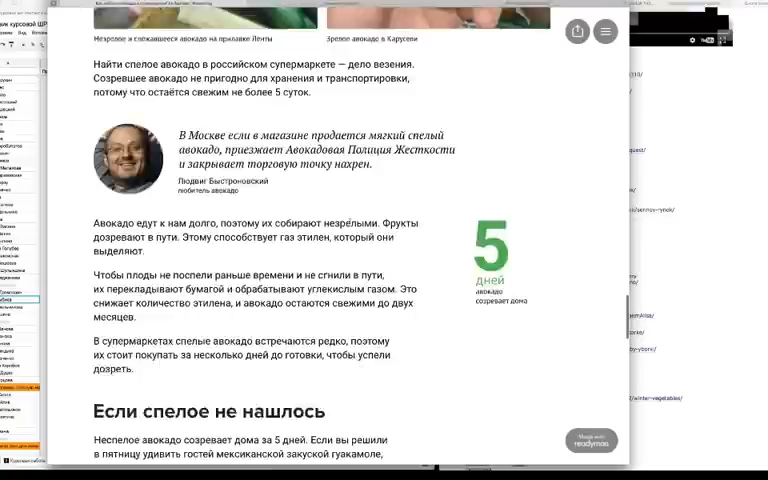 Незрелое и слежавшееся авокадо на прилавке Ленты
Зрелое авокадо в Карусели
Найти спелое авокадо в российском супермаркете — дело везения.
Созревшее авокадо не пригодно для хранения и транспортировки,
потому что остаётся свежим не более 5 суток.
В Москве если в магазине продается мягкий спелый
авокадо, приезжает Авокадовая Полиция Жесткости
и закрывает торговую точку нахрен.
Людвиг Быстроновский
любитель авокадо
Авокадо едут к нам долго, поэтому их собирают незрелыми. Фрукты
дозревают в пути. Этому способствует газ этилен, который они
выделяют.
5
дней
авокадо
созревает дома
Чтобы плоды не поспели раньше времени и не сгнили в пути,
их перекладывают бумагой и обрабатывают углекислым газом. Это
снижает количество этилена, и авокадо остаются свежими до двух
месяцев.
В супермаркетах спелые авокадо встречаются редко, поэтому
их стоит покупать за несколько дней до готовки, чтобы успели
дозреть.
Если спелое не нашлось
Неспелое авокадо созревает дома за 5 дней. Если вы решили
в пятницу удивить гостей мексиканской закуской гуакамоле,
Made with
readymag
/winter-vegetables/